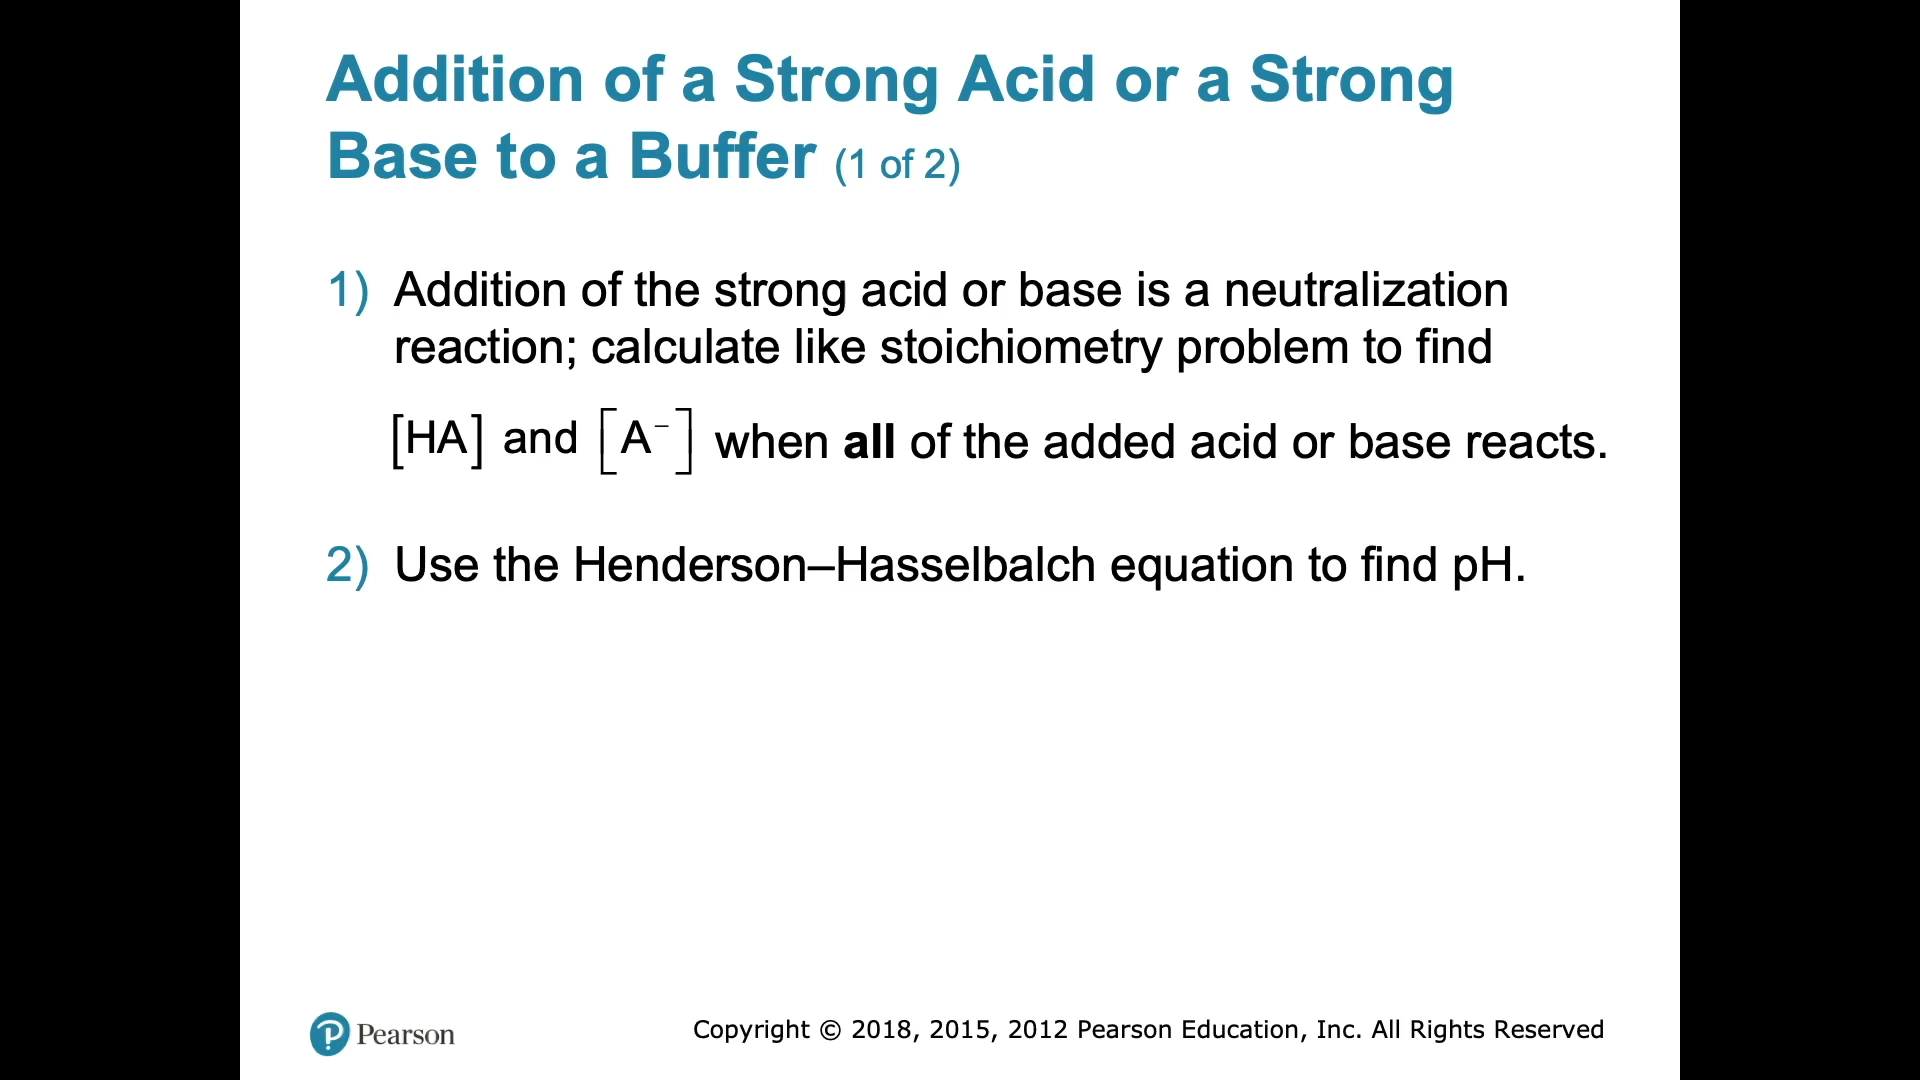 Addition of a Strong Acid or a Strong
Base to a Buffer (1 of 2)
1) Addition of the strong acid or base is a neutralization
reaction; calculate like stoichiometry problem to find
[HA] and [A⁻] when all of the added acid or base reacts.
2) Use the Henderson–Hasselbalch equation to find pH.
P Pearson
Copyright © 2018, 2015, 2012 Pearson Education, Inc. All Rights Reserved